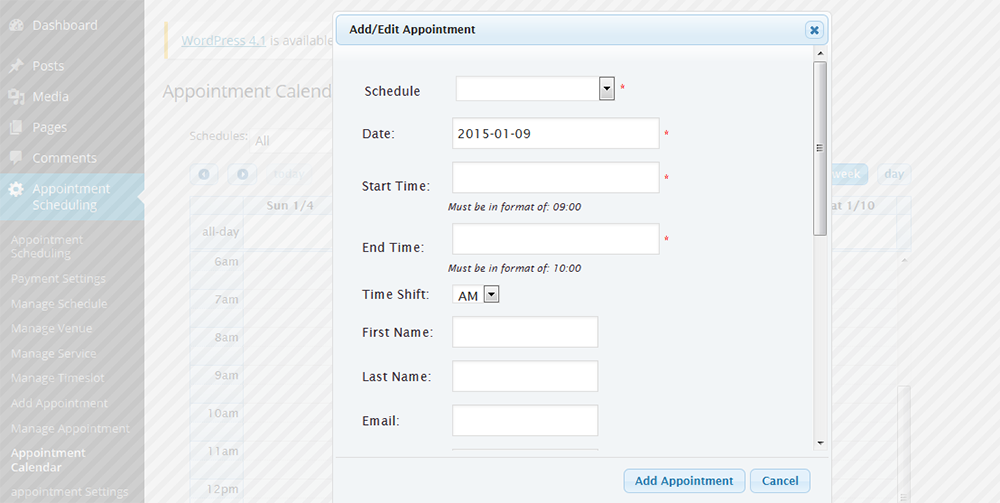 Dashboard
Posts
Media
Pages
Comments
Appointment
Scheduling
Appointment
Scheduling
Payment Settings
Manage Schedule
Manage Venue
Manage Service
Manage Timeslot
Add Appointment
Manage Appointment
Appointment
Calendar
appointment Settings
WordPress 4.1 is available
Appointment Calend
Schedules: All
today
week
day
Sun 1/4
at 1/10
all-day
6am
7am
8am
9am
10am
11am
12pm
Add/Edit Appointment
Schedule *
Date: 2015-01-09 *
Start Time: *
Must be in format of: 09:00
End Time: *
Must be in format of: 10:00
Time Shift: AM
First Name:
Last Name:
Email:
Add Appointment
Cancel